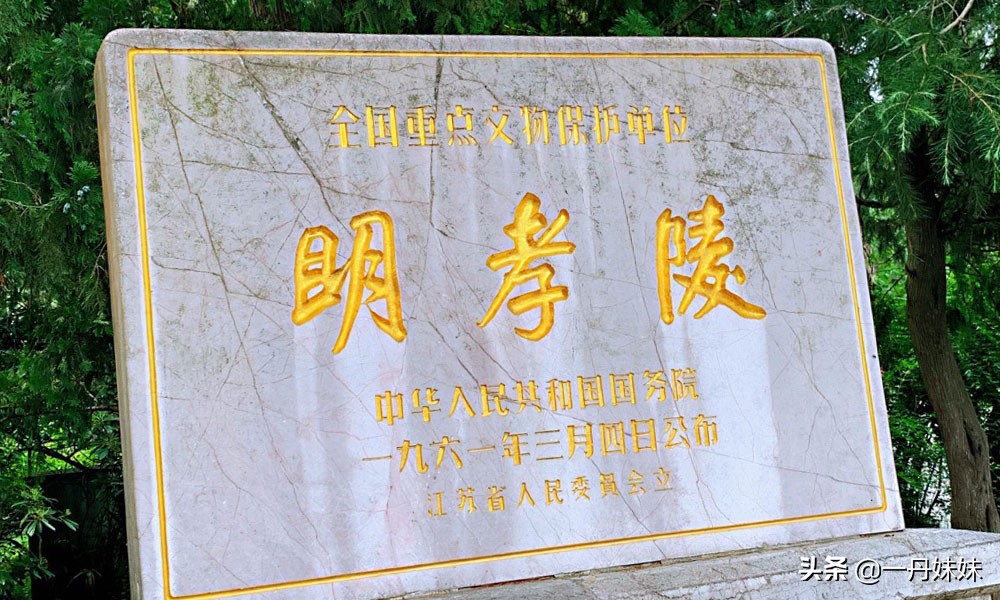 全国重点文物保护单位
明孝陵
中华人民共和国国务院
一九六一年三月四日公布
江苏省人民委員会立
头条 @一丹妹妹